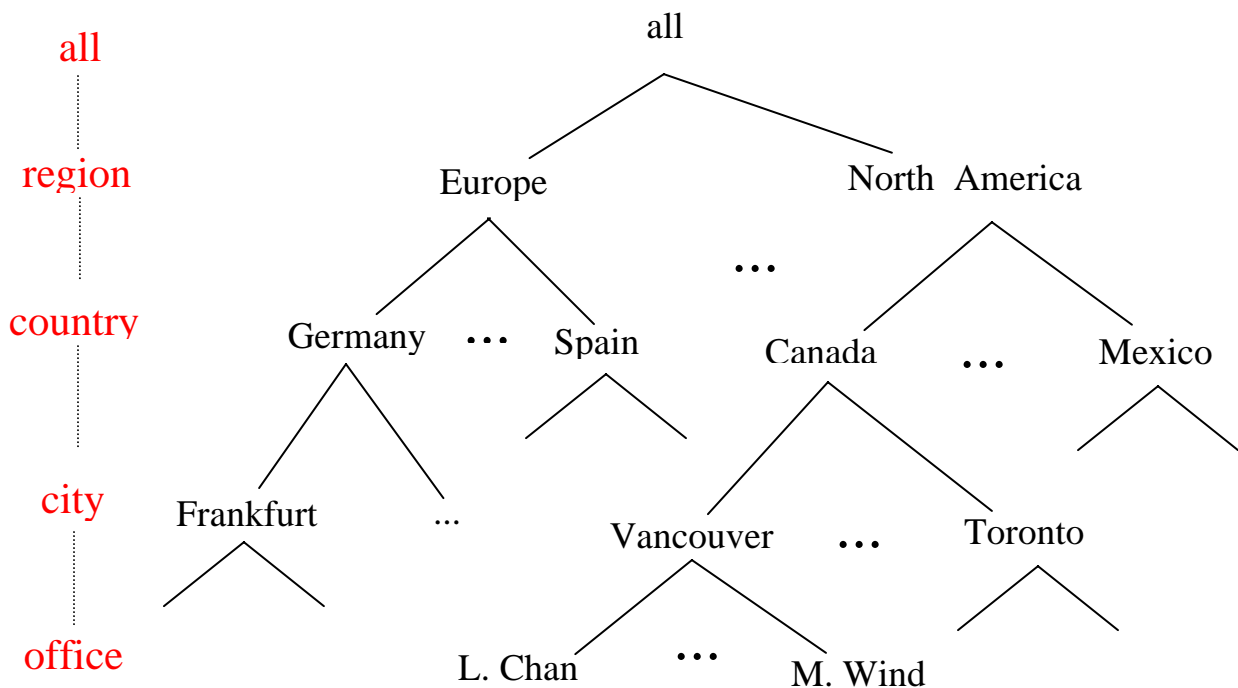 all
all
region
Europe
North America
...
country
Germany ... Spain
Canada ... Mexico
city
Frankfurt ...
Vancouver ... Toronto
office
L. Chan ... M. Wind